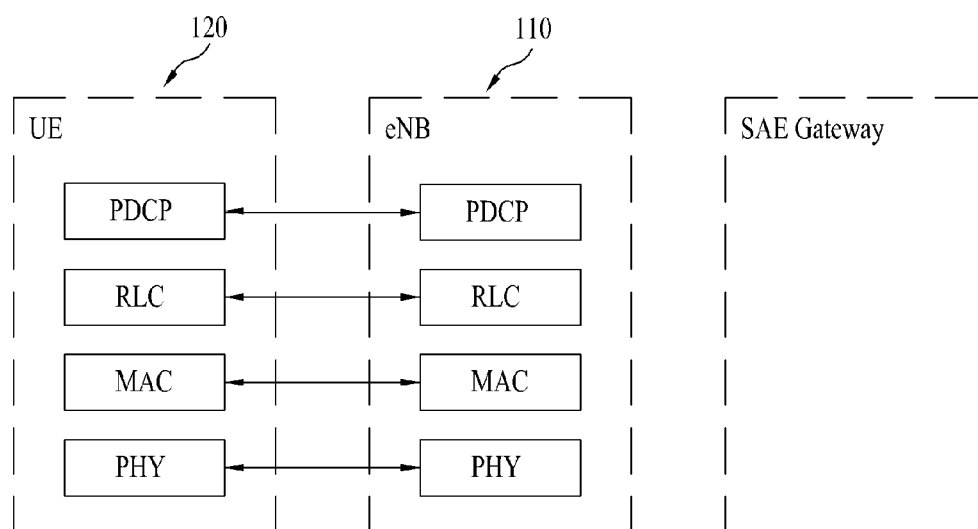 120
110
UE
eNB
SAE Gateway
PDCP
PDCP
RLC
RLC
MAC
MAC
PHY
PHY